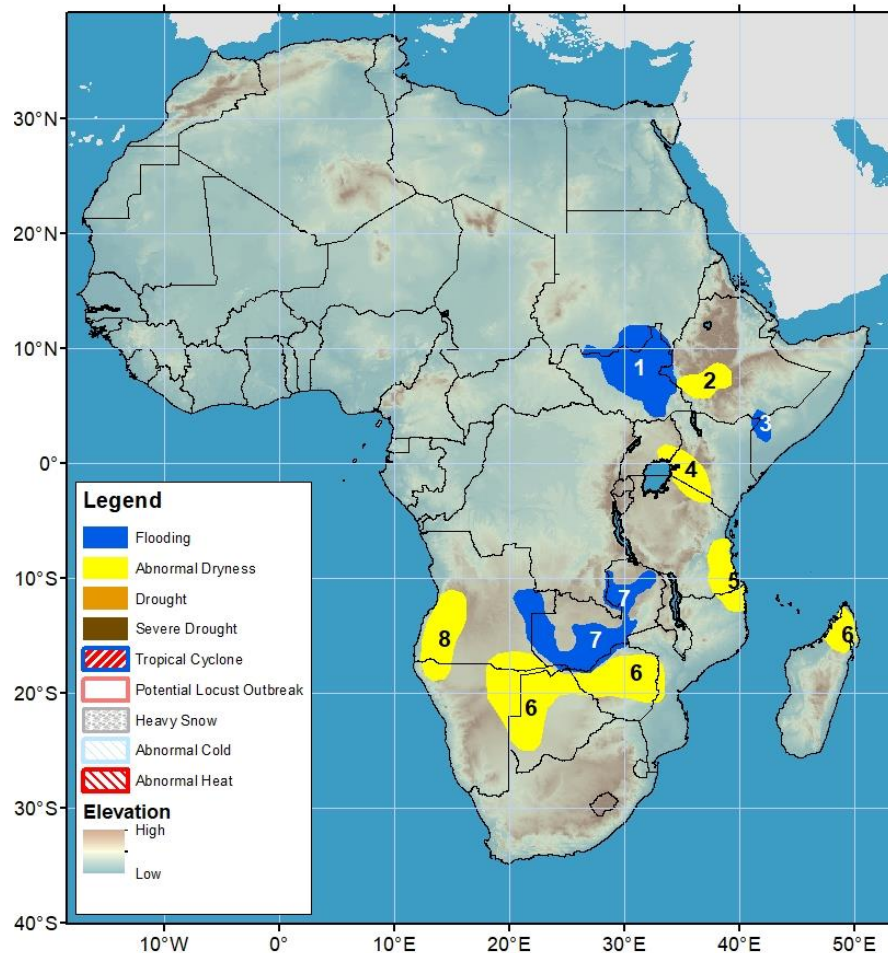 30°N
20°N
10°N
0°
10°S
20°S
30°S
40°S
10°W
0°
10°E
20°E
30°E
40°E
50°E
1
2
3
4
5
6
7
7
6
6
8
Legend
Flooding
Abnormal Dryness
Drought
Severe Drought
Tropical Cyclone
Potential Locust Outbreak
Heavy Snow
Abnormal Cold
Abnormal Heat
Elevation
High
Low